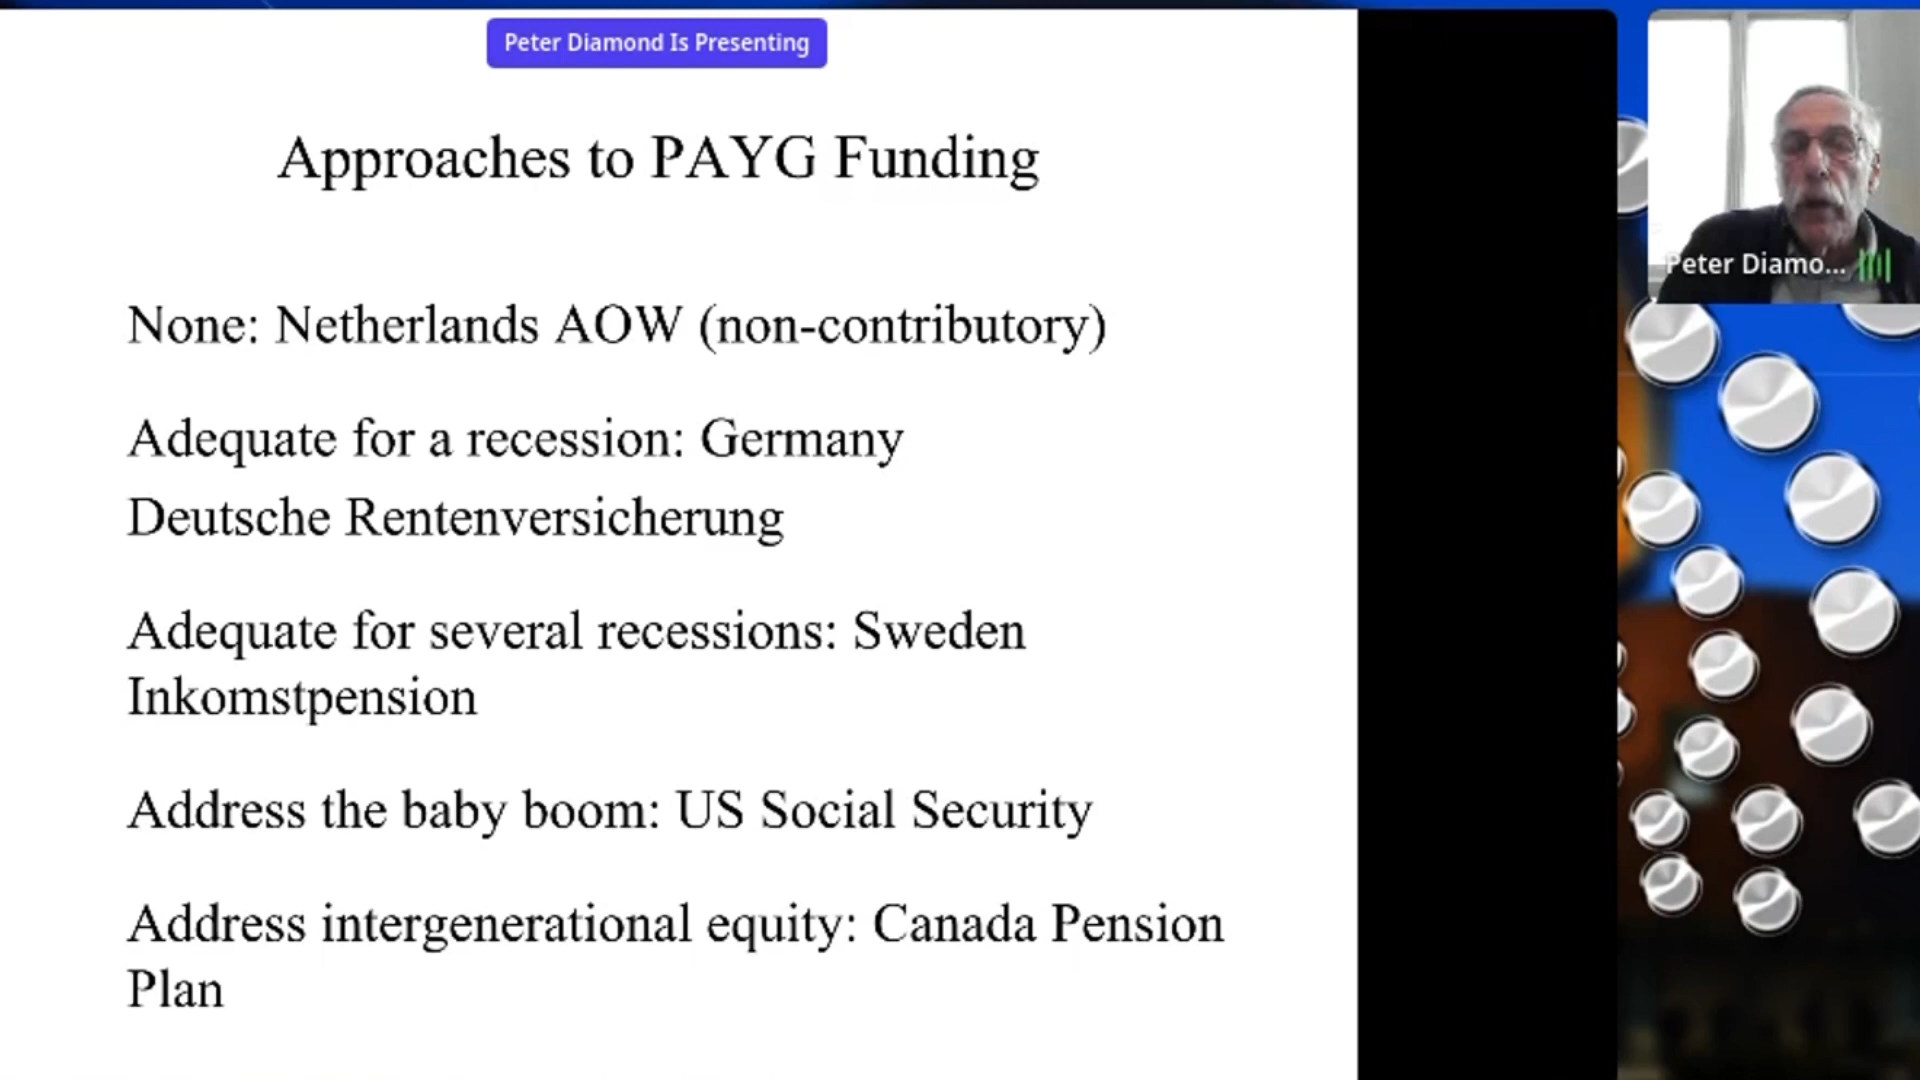 Peter Diamond Is Presenting
Approaches to PAYG Funding
None: Netherlands AOW (non-contributory)
Adequate for a recession: Germany
Deutsche Rentenversicherung
Adequate for several recessions: Sweden
Inkomstpension
Address the baby boom: US Social Security
Address intergenerational equity: Canada Pension
Plan
Peter Diamo...